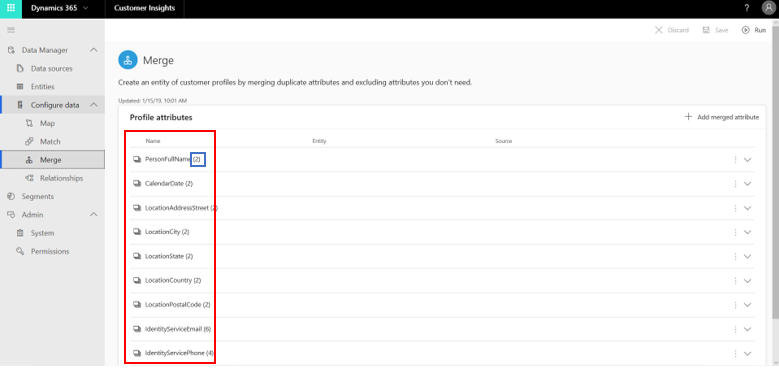 Dynamics 365 Customer Insights ?
Discard Save Run
Data Manager
Data sources
Entities
Configure data
Map
Match
Merge
Relationships
Segments
Admin
System
Permissions
Merge
Create an entity of customer profiles by merging duplicate attributes and excluding attributes you don't need.
Updated: 1/15/19, 10:01 AM
Profile attributes + Add merged attribute
Name Entity Source
PersonFullName (2)
CalendarDate (2)
LocationAddressStreet (2)
LocationCity (2)
LocationState (2)
LocationCountry (2)
LocationPostalCode (2)
IdentityServiceEmail (6)
IdentityServicePhone (4)